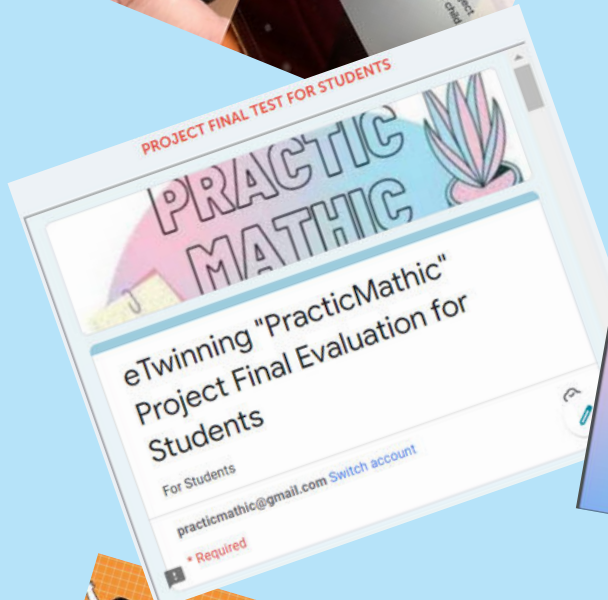 child
PROJECT FINAL TEST FOR STUDENTS
PRACTIC
MATHIC
eTwinning "PracticMathic"
Project Final Evaluation for
Students
For Students
practicmathic@gmail.com Switch account
* Required